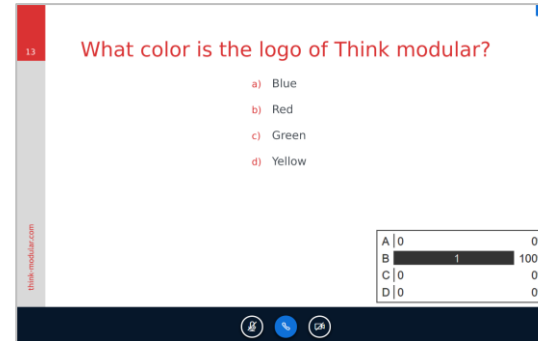 13
What color is the logo of Think modular?
a) Blue
b) Red
c) Green
d) Yellow
think-modular.com
A 0 0
B 1 100
C 0 0
D 0 0